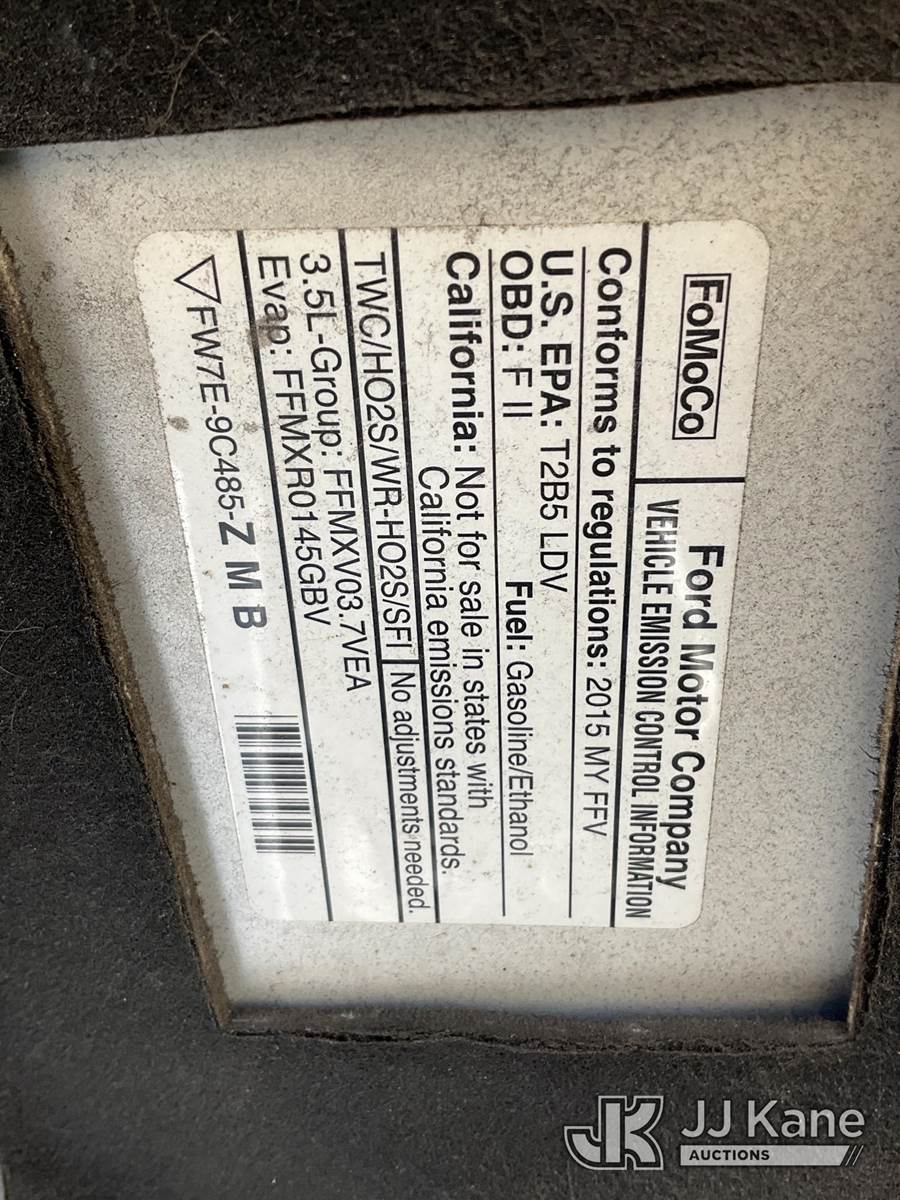 FoMoCo
Ford Motor Company
VEHICLE EMISSION CONTROL INFORMATION
Conforms to regulations: 2015 MY FFV
U.S. EPA: T2B5 LDV
OBD: F II Fuel: Gasoline/Ethanol
California: Not for sale in states with
California emissions standards.
TWC/HO2S/WR-HO2S/SFI No adjustments needed.
3.5L-Group: FFMXV03.7VEA
Evap: FFMXR0145GBV
FW7E-9C485-Z M B
JK JJ Kane
AUCTIONS